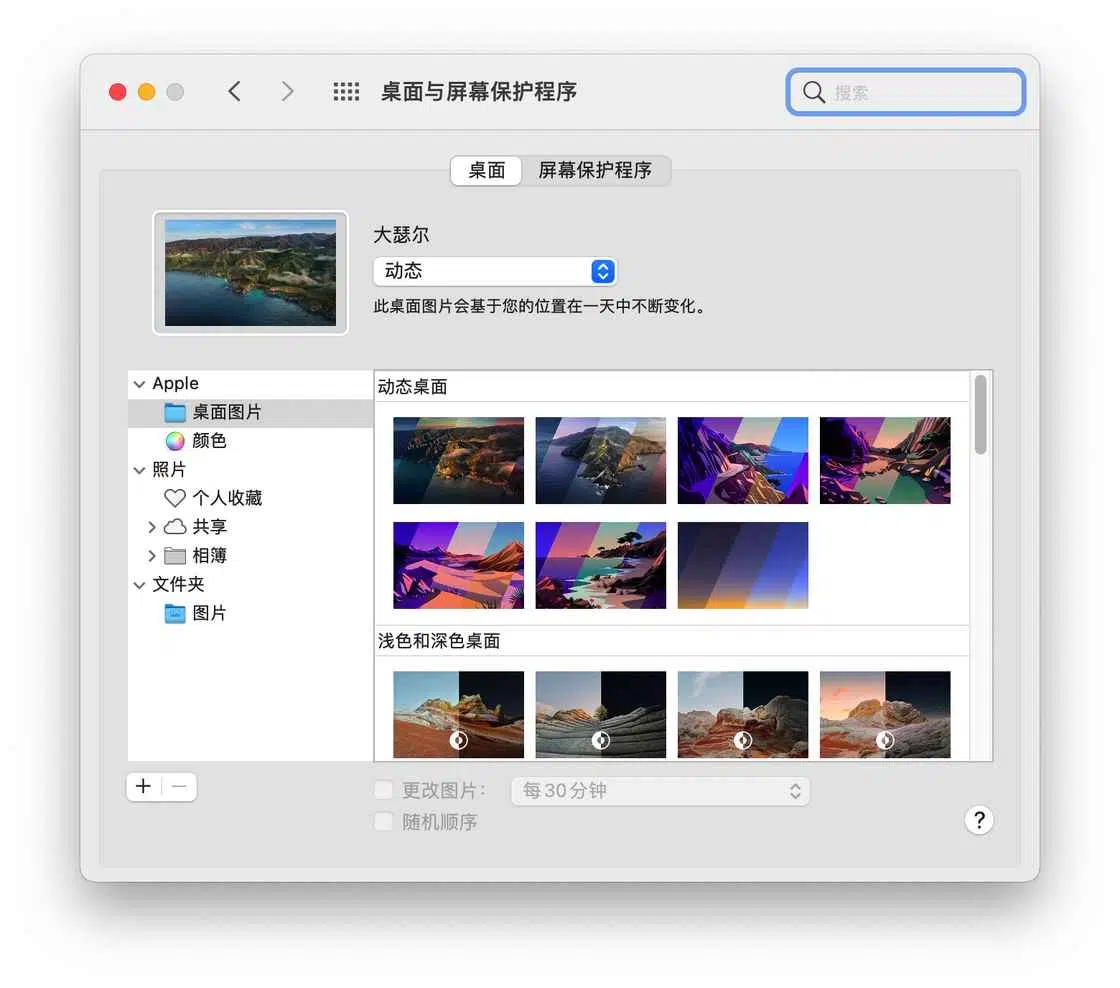 桌面与屏幕保护程序
搜索
桌面
屏幕保护程序
大瑟尔
动态
此桌面图片会基于您的位置在一天中不断变化。
Apple
桌面图片
颜色
照片
个人收藏
共享
相簿
文件夹
图片
动态桌面
浅色和深色桌面
+ −
更改图片：
每30分钟
随机顺序
?